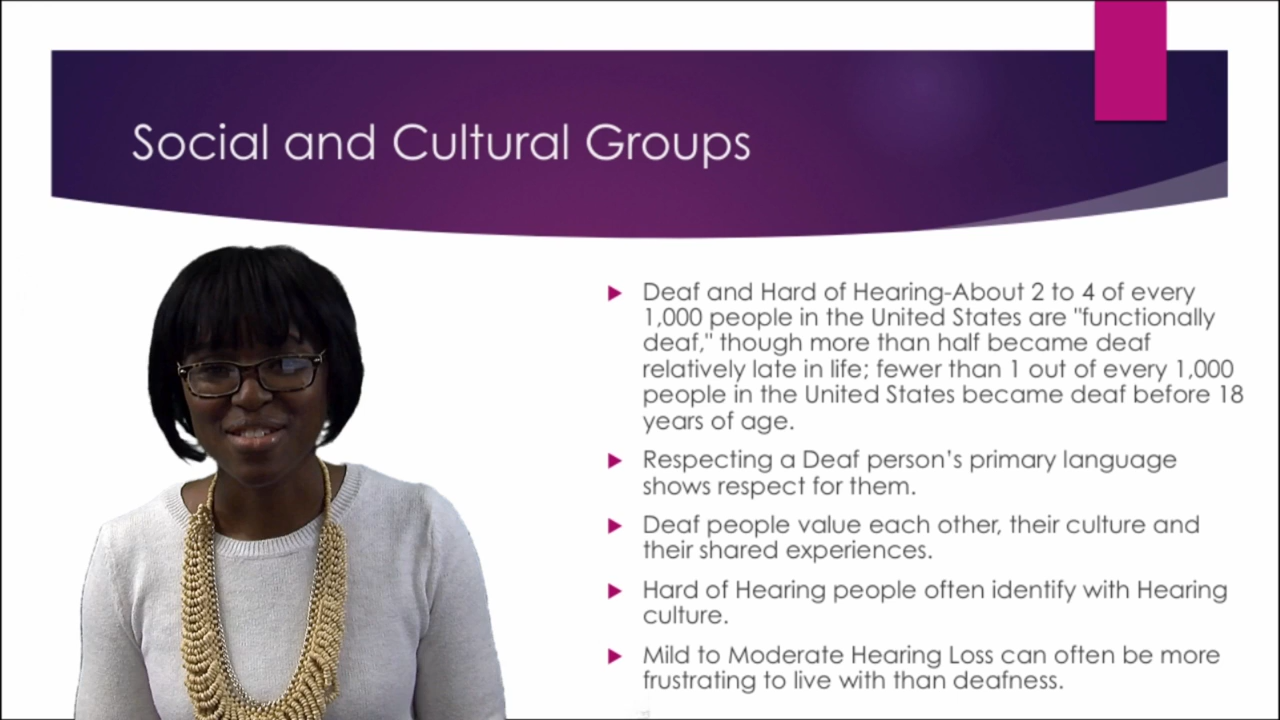 Social and Cultural Groups
Deaf and Hard of Hearing-About 2 to 4 of every
1,000 people in the United States are "functionally
deaf," though more than half became deaf
relatively late in life; fewer than 1 out of every 1,000
people in the United States became deaf before 18
years of age.
Respecting a Deaf person’s primary language
shows respect for them.
Deaf people value each other, their culture and
their shared experiences.
Hard of Hearing people often identify with Hearing
culture.
Mild to Moderate Hearing Loss can often be more
frustrating to live with than deafness.